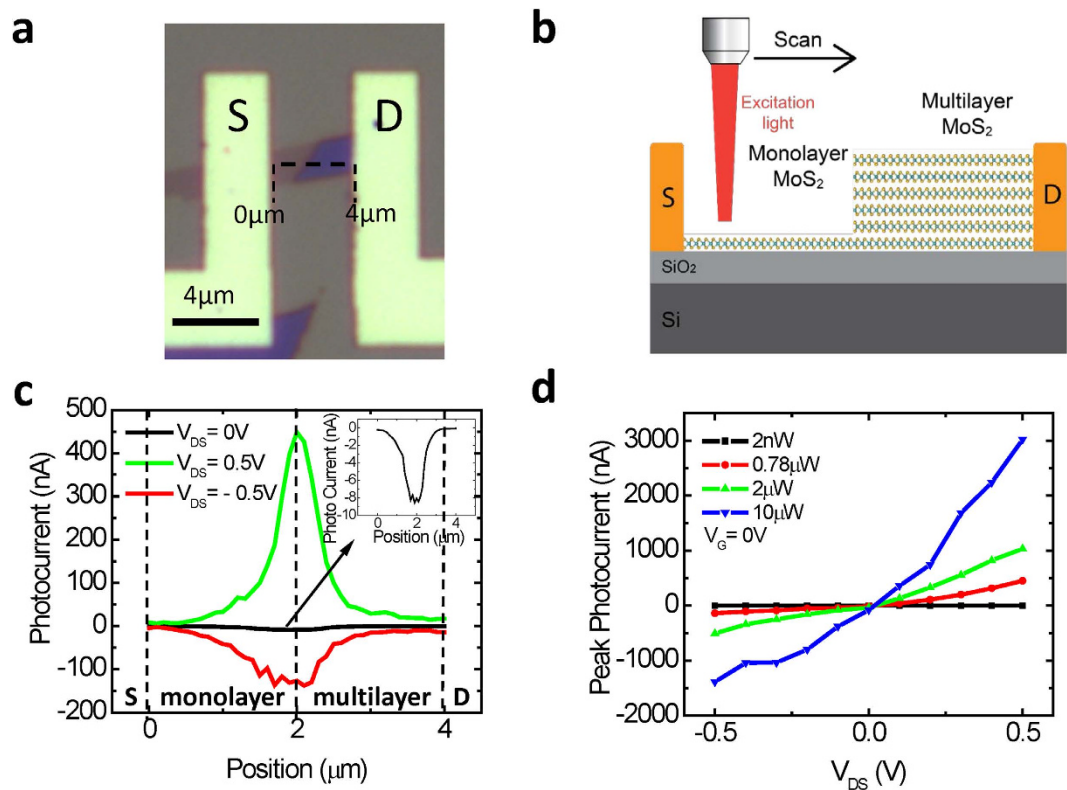 a
S
D
0μm
4μm
4μm
b
Scan
Excitation
light
Monolayer
MoS2
Multilayer
MoS2
S
D
SiO2
Si
c
Photocurrent (nA)
500
400
300
200
100
0
-100
-200
VDS= 0V
VDS= 0.5V
VDS= - 0.5V
Photo Current (nA)
0
-2
-4
-6
-8
-10
0 2 4
Position (μm)
S monolayer multilayer D
0 2 4
Position (μm)
d
Peak Photocurrent (nA)
3000
2000
1000
0
-1000
-2000
2nW
0.78μW
2μW
10μW
VG= 0V
-0.5 0.0 0.5
VDS (V)